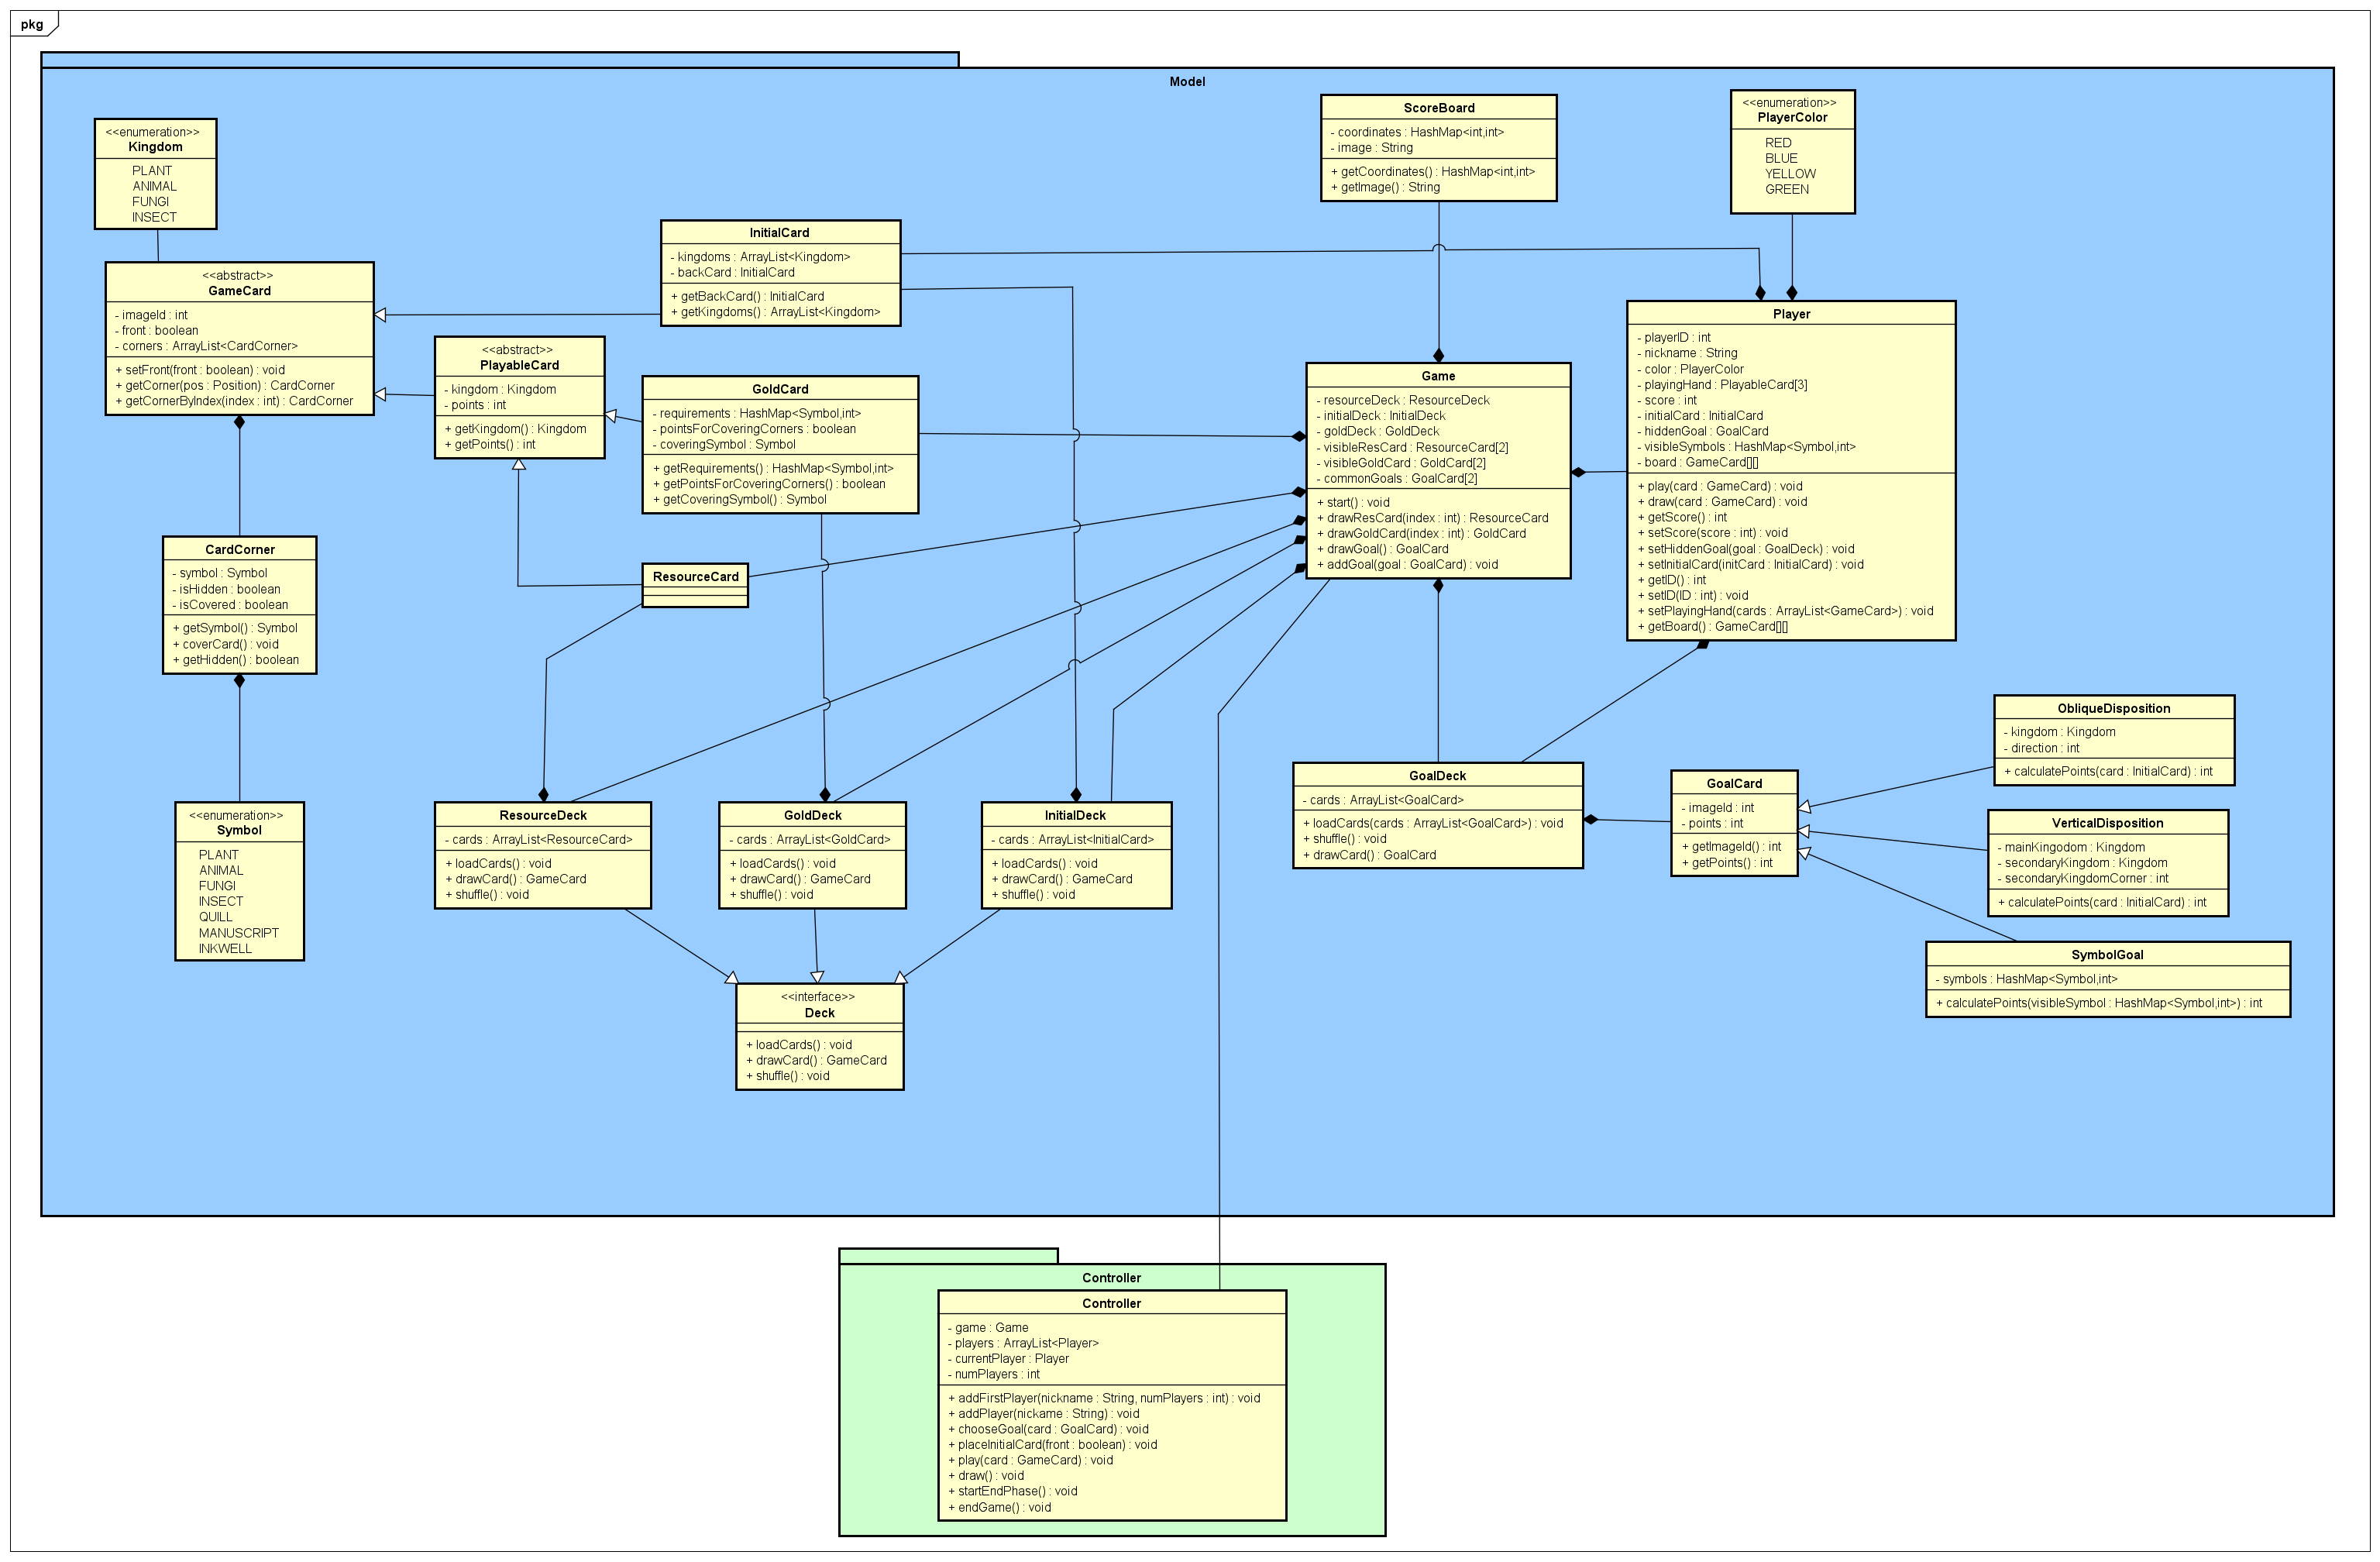 pkg
Model
<<enumeration>>
Kingdom
PLANT
ANIMAL
FUNGI
INSECT
<<abstract>>
GameCard
- imageId : int
- front : boolean
- corners : ArrayList<CardCorner>
+ setFront(front : boolean) : void
+ getCorner(pos : Position) : CardCorner
+ getCornerByIndex(index : int) : CardCorner
CardCorner
- symbol : Symbol
- isHidden : boolean
- isCovered : boolean
+ getSymbol() : Symbol
+ coverCard() : void
+ getHidden() : boolean
<<enumeration>>
Symbol
PLANT
ANIMAL
FUNGI
INSECT
QUILL
MANUSCRIPT
INKWELL
InitialCard
- kingdoms : ArrayList<Kingdom>
- backCard : InitialCard
+ getBackCard() : InitialCard
+ getKingdoms() : ArrayList<Kingdom>
<<abstract>>
PlayableCard
- kingdom : Kingdom
- points : int
+ getKingdom() : Kingdom
+ getPoints() : int
GoldCard
- requirements : HashMap<Symbol,int>
- pointsForCoveringCorners : boolean
- coveringSymbol : Symbol
+ getRequirements() : HashMap<Symbol,int>
+ getPointsForCoveringCorners() : boolean
+ getCoveringSymbol() : Symbol
ResourceCard
ResourceDeck
- cards : ArrayList<ResourceCard>
+ loadCards() : void
+ drawCard() : GameCard
+ shuffle() : void
GoldDeck
- cards : ArrayList<GoldCard>
+ loadCards() : void
+ drawCard() : GameCard
+ shuffle() : void
InitialDeck
- cards : ArrayList<InitialCard>
+ loadCards() : void
+ drawCard() : GameCard
+ shuffle() : void
<<interface>>
Deck
+ loadCards() : void
+ drawCard() : GameCard
+ shuffle() : void
ScoreBoard
- coordinates : HashMap<int,int>
- image : String
+ getCoordinates() : HashMap<int,int>
+ getImage() : String
<<enumeration>>
PlayerColor
RED
BLUE
YELLOW
GREEN
Game
- resourceDeck : ResourceDeck
- initialDeck : InitialDeck
- goldDeck : GoldDeck
- visibleResCard : ResourceCard[2]
- visibleGoldCard : GoldCard[2]
- commonGoals : GoalCard[2]
+ start() : void
+ drawResCard(index : int) : ResourceCard
+ drawGoldCard(index : int) : GoldCard
+ drawGoal() : GoalCard
+ addGoal(goal : GoalCard) : void
Player
- playerID : int
- nickname : String
- color : PlayerColor
- playingHand : PlayableCard[3]
- score : int
- initialCard : InitialCard
- hiddenGoal : GoalCard
- visibleSymbols : HashMap<Symbol,int>
- board : GameCard[][]
+ play(card : GameCard) : void
+ draw(card : GameCard) : void
+ getScore() : int
+ setScore(score : int) : void
+ setHiddenGoal(goal : GoalDeck) : void
+ setInitialCard(initCard : InitialCard) : void
+ getID() : int
+ setID(ID : int) : void
+ setPlayingHand(cards : ArrayList<GameCard>) : void
+ getBoard() : GameCard[][]
GoalDeck
- cards : ArrayList<GoalCard>
+ loadCards(cards : ArrayList<GoalCard>) : void
+ shuffle() : void
+ drawCard() : GoalCard
GoalCard
- imageId : int
- points : int
+ getImageId() : int
+ getPoints() : int
ObliqueDisposition
- kingdom : Kingdom
- direction : int
+ calculatePoints(card : InitialCard) : int
VerticalDisposition
- mainKingodom : Kingdom
- secondaryKingdom : Kingdom
- secondaryKingdomCorner : int
+ calculatePoints(card : InitialCard) : int
SymbolGoal
- symbols : HashMap<Symbol,int>
+ calculatePoints(visibleSymbol : HashMap<Symbol,int>) : int
Controller
Controller
- game : Game
- players : ArrayList<Player>
- currentPlayer : Player
- numPlayers : int
+ addFirstPlayer(nickname : String, numPlayers : int) : void
+ addPlayer(nickame : String) : void
+ chooseGoal(card : GoalCard) : void
+ placeInitialCard(front : boolean) : void
+ play(card : GameCard) : void
+ draw() : void
+ startEndPhase() : void
+ endGame() : void